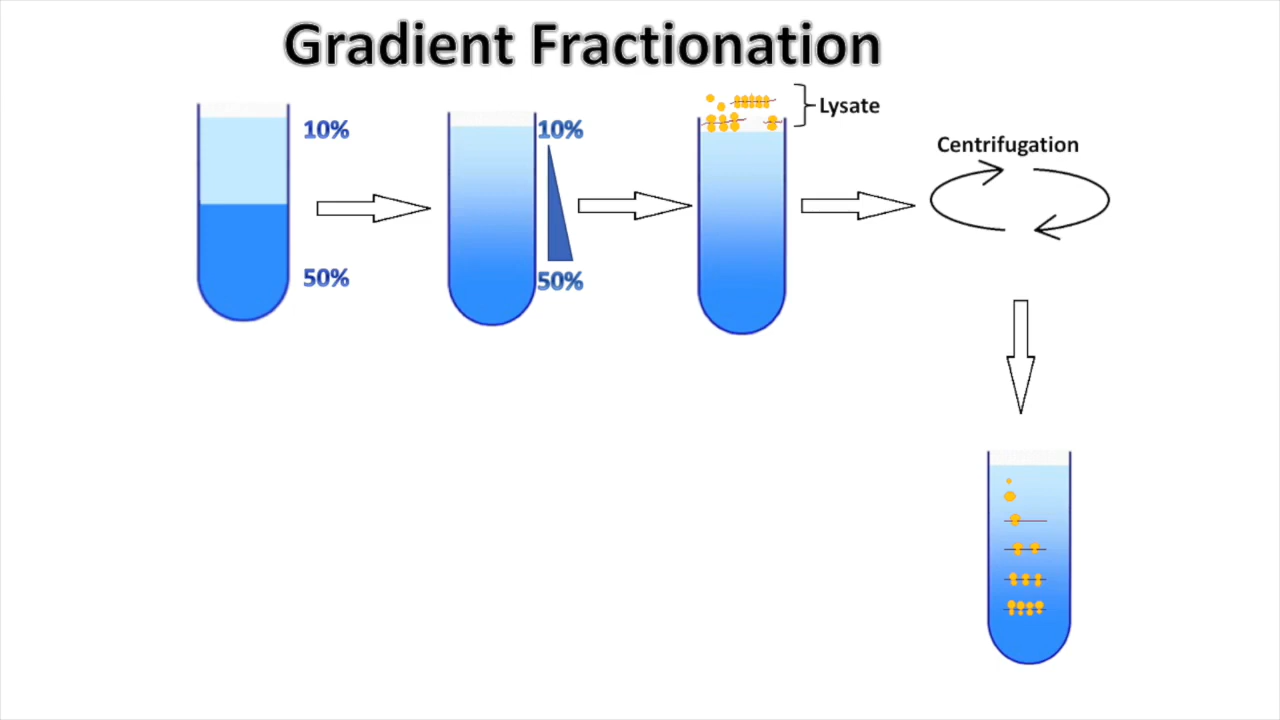 Gradient Fractionation
10%
50%
10%
50%
Lysate
Centrifugation